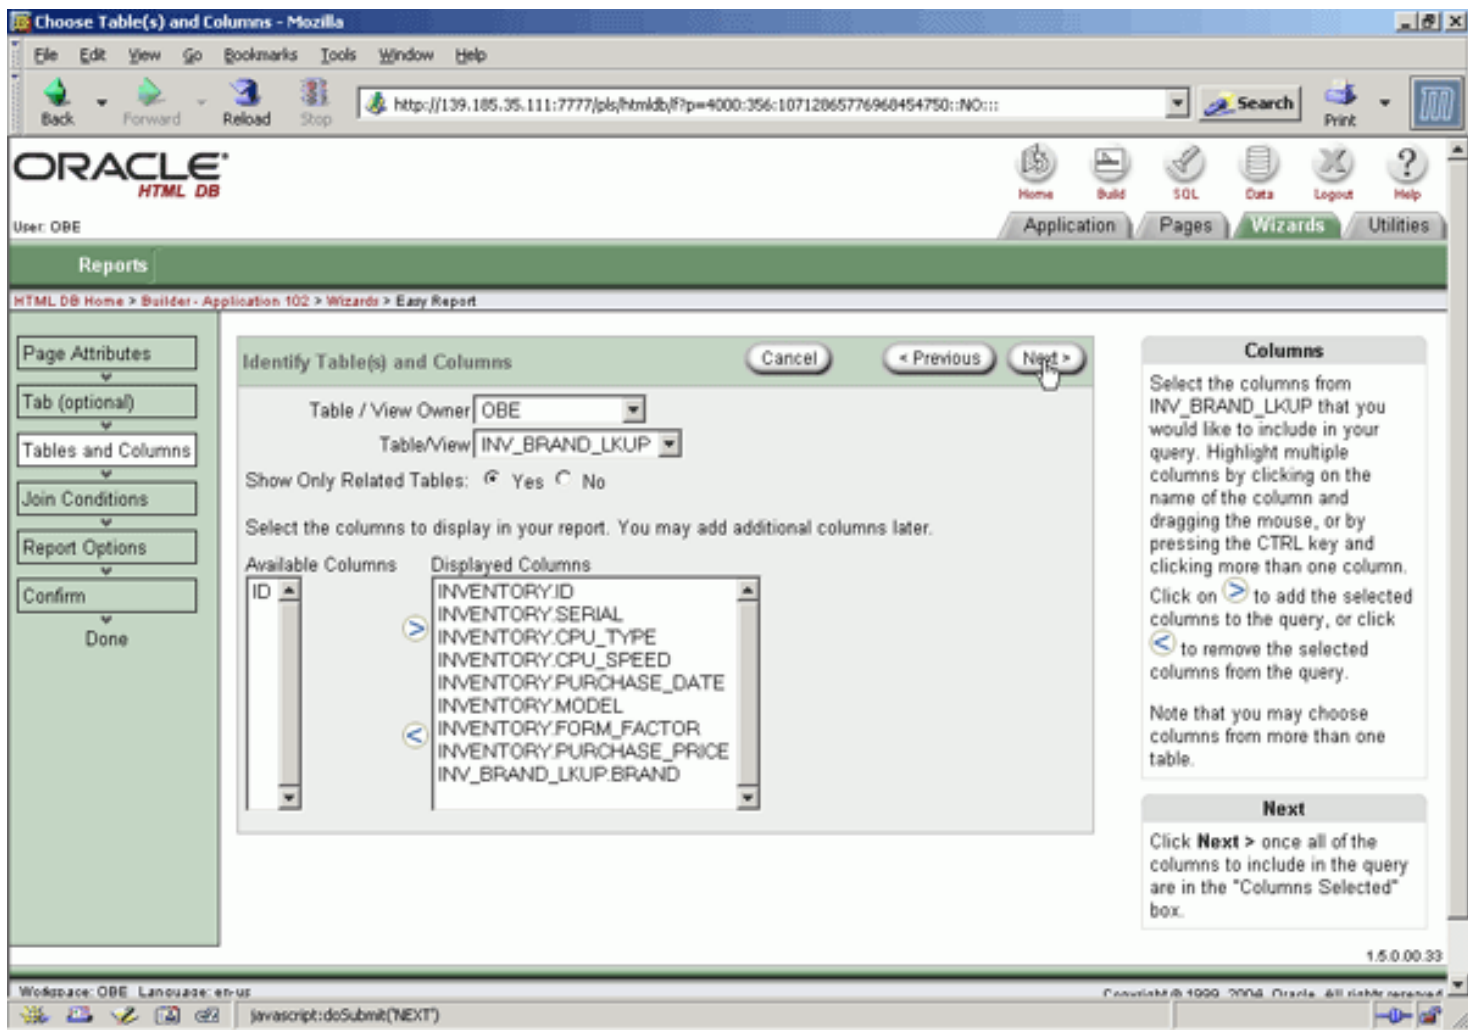 Choose Table(s) and Columns - Mozilla
File Edit View Go Bookmarks Tools Window Help
Back Forward Reload Stop http://139.185.35.111:7777/pls/htmldb/f?p=4000:356:10712865776968454750::NO::: Search Print
ORACLE
HTML DB
Home Build SQL Data Logout Help
User: OBE
Application Pages Wizards Utilities
Reports
HTML DB Home > Builder - Application 102 > Wizards > Easy Report
Page Attributes
Tab (optional)
Tables and Columns
Join Conditions
Report Options
Confirm
Done
Identify Table(s) and Columns Cancel < Previous Next >
Table / View Owner OBE
Table/View INV_BRAND_LKUP
Show Only Related Tables: Yes No
Select the columns to display in your report. You may add additional columns later.
Available Columns Displayed Columns
ID
INVENTORY.ID
INVENTORY.SERIAL
INVENTORY.CPU_TYPE
>
INVENTORY.CPU_SPEED
INVENTORY.PURCHASE_DATE
INVENTORY.MODEL
INVENTORY.FORM_FACTOR
<
INVENTORY.PURCHASE_PRICE
INV_BRAND_LKUP.BRAND
Columns
Select the columns from
INV_BRAND_LKUP that you
would like to include in your
query. Highlight multiple
columns by clicking on the
name of the column and
dragging the mouse, or by
pressing the CTRL key and
clicking more than one column.
Click on > to add the selected
columns to the query, or click
< to remove the selected
columns from the query.
Note that you may choose
columns from more than one
table.
Next
Click Next > once all of the
columns to include in the query
are in the "Columns Selected"
box.
1.5.0.00.33
Workspace: OBE Language: en-us
Copyright © 1999, 2004, Oracle. All rights reserved.
javascript:doSubmit('NEXT')